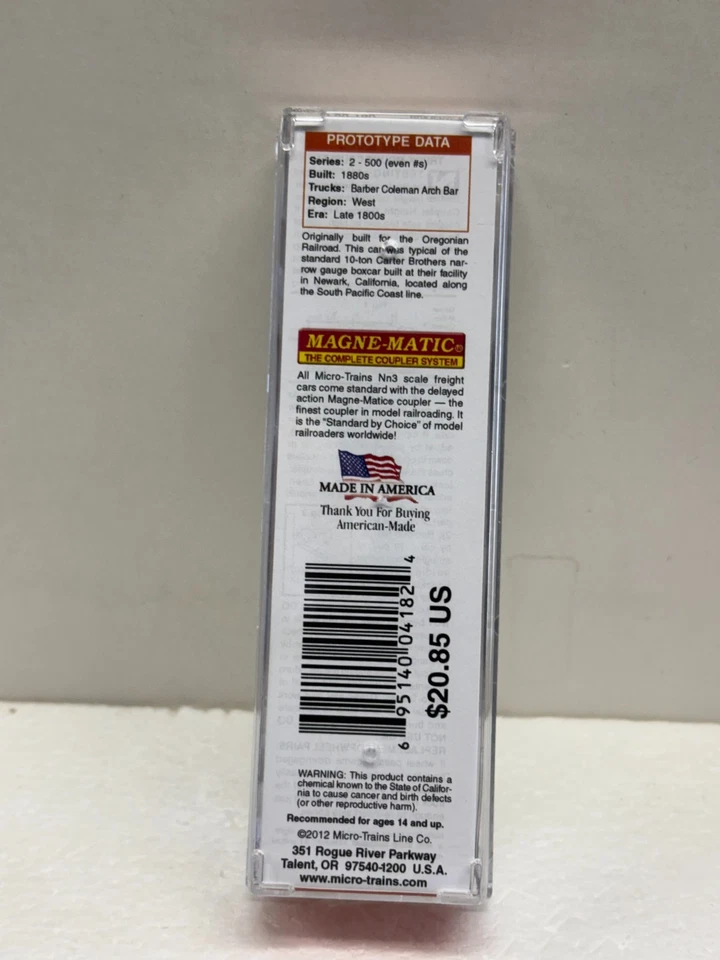 PROTOTYPE DATA
Series: 2 - 500 (even #s)
Built: 1880s
Trucks: Barber Coleman Arch Bar
Region: West
Era: Late 1800s
Originally built for the Oregonian
Railroad. This car was typical of the
standard 10-ton Carter Brothers nar-
row gauge boxcar built at their facility
in Newark, California, located along
the South Pacific Coast line.
MAGNE-MATIC®
THE COMPLETE COUPLER SYSTEM
All Micro-Trains Nn3 scale freight
cars come standard with the delayed
action Magne-Matic® coupler — the
finest coupler in model railroading. It
is the "Standard by Choice" of model
railroaders worldwide!
MADE IN AMERICA
Thank You For Buying
American-Made
6 95140 04182 4
$20.85 US
WARNING: This product contains a
chemical known to the State of Califor-
nia to cause cancer and birth defects
(or other reproductive harm).
Recommended for ages 14 and up.
©2012 Micro-Trains Line Co.
351 Rogue River Parkway
Talent, OR 97540-1200 U.S.A.
www.micro-trains.com